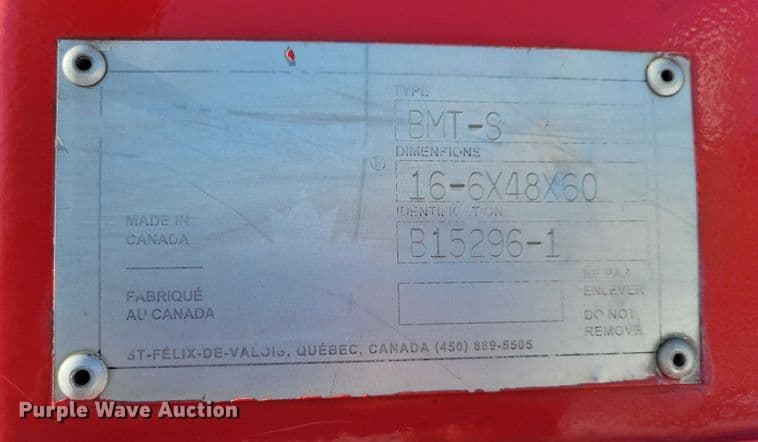 TYPE
BMT-S
DIMENSIONS
®
16-6X48X60
IDENTIFICATION
B15296-1
MADE IN
CANADA
FABRIQUÉ
AU CANADA
NE PAS
ENLEVER
DO NOT
REMOVE
ST-FÉLIX-DE-VALOIS, QUÉBEC, CANADA (450) 889-5505
Purple Wave Auction